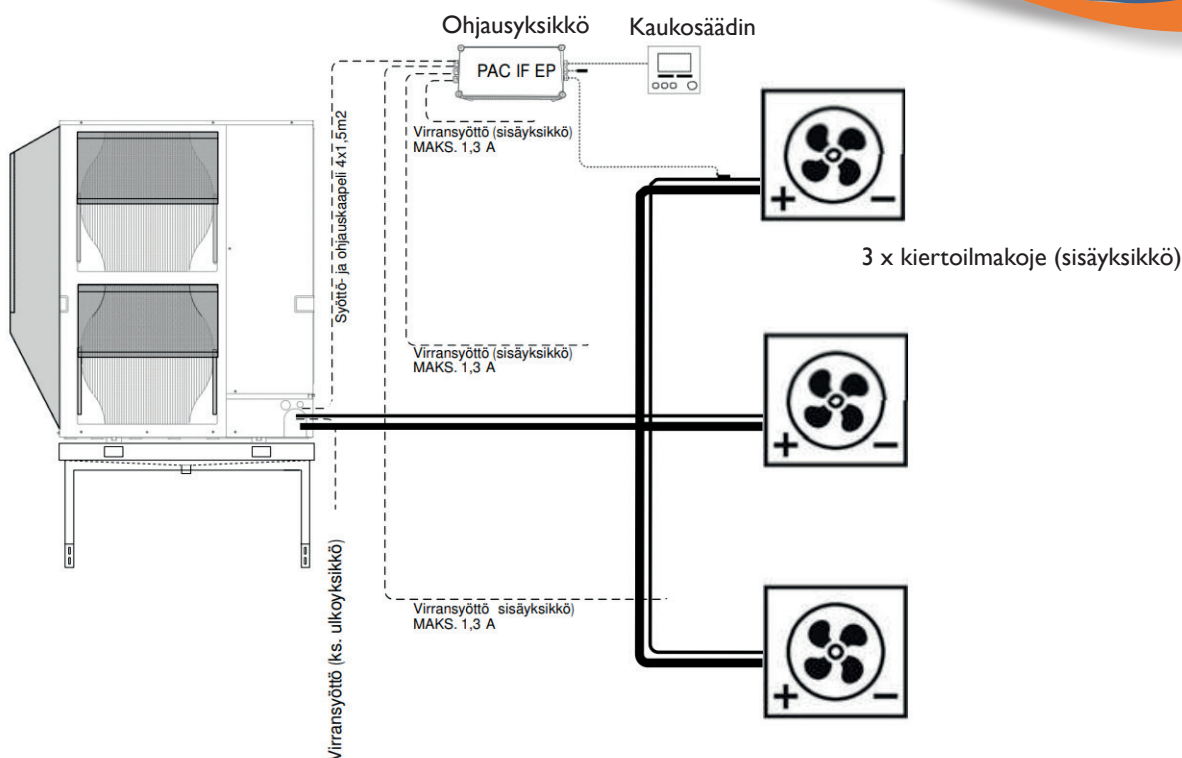 Ohjausyksikkö
Kaukosäädin
PAC IF EP
Syöttö- ja ohjauskaapeli 4x1,5m2
Virransyöttö (sisäyksikkö)
MAKS. 1,3 A
3 x kiertoilmakoje (sisäyksikkö)
Virransyöttö (sisäyksikkö)
MAKS. 1,3 A
Virransyöttö (ks. ulkoyksikkö)
Virransyöttö sisäyksikkö)
MAKS. 1,3 A